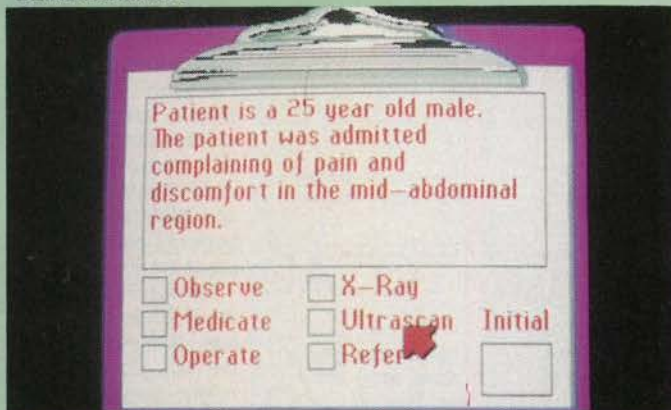 Patient is a 25 year old male.
The patient was admitted
complaining of pain and
discomfort in the mid-abdominal
region.
Observe
X-Ray
Medicate
Ultrascan
Initial
Operate
Refer